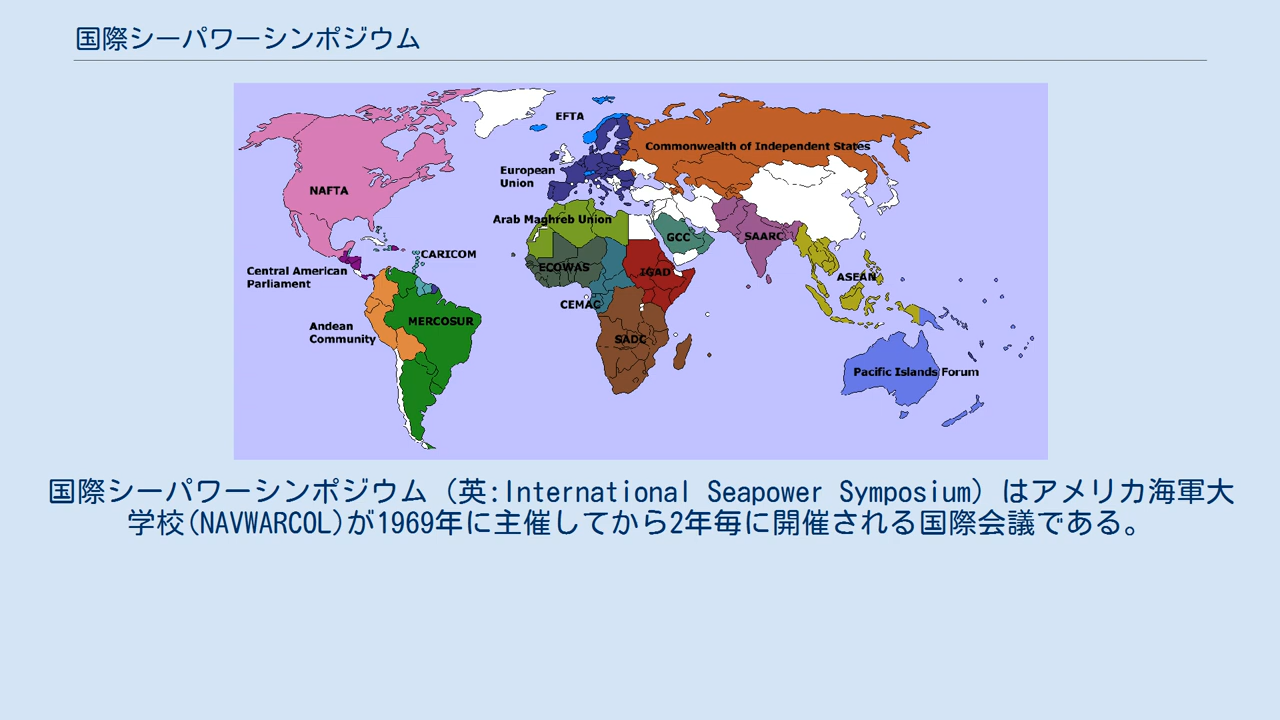 国際シーパワーシンポジウム
EFTA
Commonwealth of Independent States
European
Union
NAFTA
Arab Maghreb Union
GCC
SAARC
CARICOM
ECOWAS
IGAD
Central American
Parliament
ASEAN
CEMAC
MERCOSUR
Andean
Community
SADC
Pacific Islands Forum
国際シーパワーシンポジウム（英:International Seapower Symposium）はアメリカ海軍大
学校(NAVWARCOL)が1969年に主催してから2年毎に開催される国際会議である。